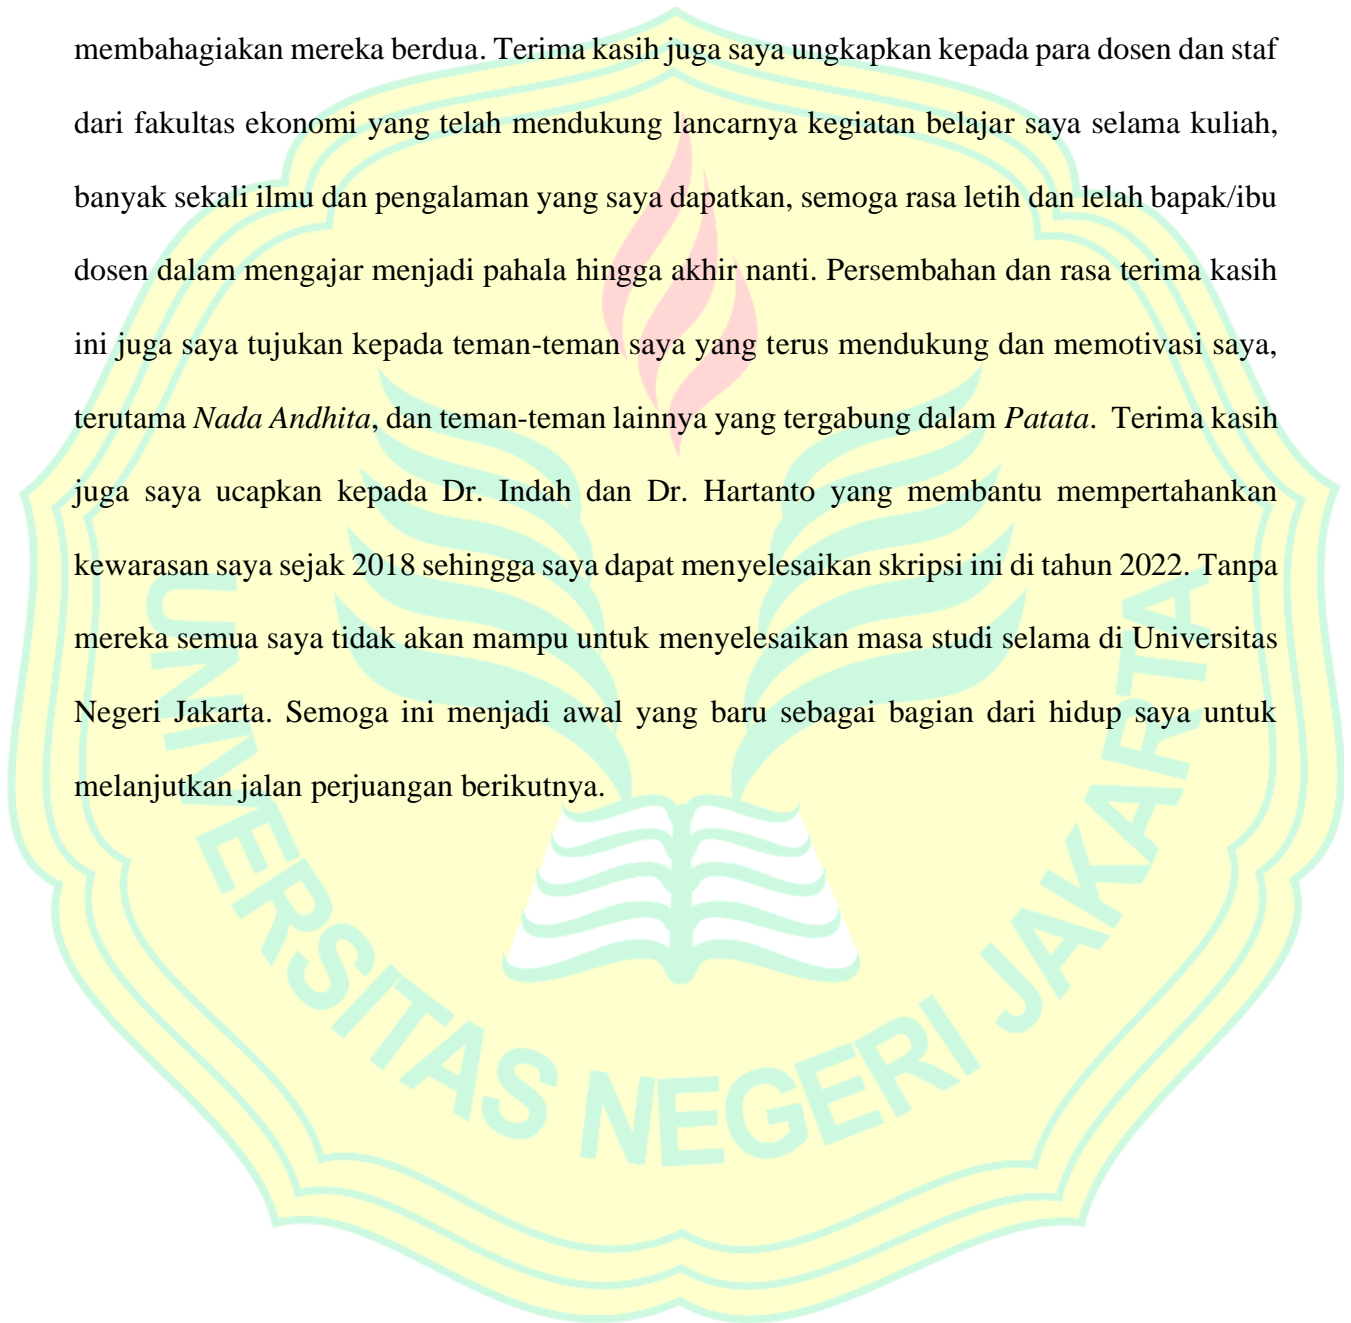 membahagiakan mereka berdua. Terima kasih juga saya ungkapkan kepada para dosen dan staf
dari fakultas ekonomi yang telah mendukung lancarnya kegiatan belajar saya selama kuliah,
banyak sekali ilmu dan pengalaman yang saya dapatkan, semoga rasa letih dan lelah bapak/ibu
dosen dalam mengajar menjadi pahala hingga akhir nanti. Persembahan dan rasa terima kasih
ini juga saya tujukan kepada teman-teman saya yang terus mendukung dan memotivasi saya,
terutama Nada Andhita, dan teman-teman lainnya yang tergabung dalam Patata. Terima kasih
juga saya ucapkan kepada Dr. Indah dan Dr. Hartanto yang membantu mempertahankan
kewarasan saya sejak 2018 sehingga saya dapat menyelesaikan skripsi ini di tahun 2022. Tanpa
mereka semua saya tidak akan mampu untuk menyelesaikan masa studi selama di Universitas
Negeri Jakarta. Semoga ini menjadi awal yang baru sebagai bagian dari hidup saya untuk
melanjutkan jalan perjuangan berikutnya.
UNIVERSITAS NEGERI JAKARTA